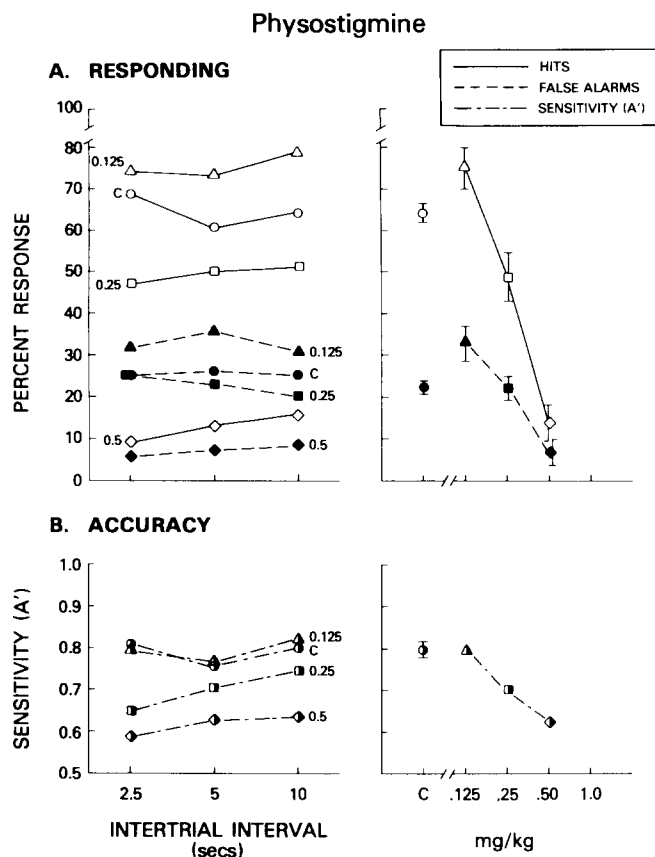 Physostigmine
A. RESPONDING
HITS
FALSE ALARMS
SENSITIVITY (A')
PERCENT RESPONSE
100
80
70
60
50
40
30
20
10
0
0.125
C
0.25
0.125
C
0.25
0.5
0.5
B. ACCURACY
SENSITIVITY (A')
1.0
0.9
0.8
0.7
0.6
0.5
0.125
C
0.25
0.5
2.5 5 10
INTERTRIAL INTERVAL
(secs)
C .125 .25 .50 1.0
mg/kg